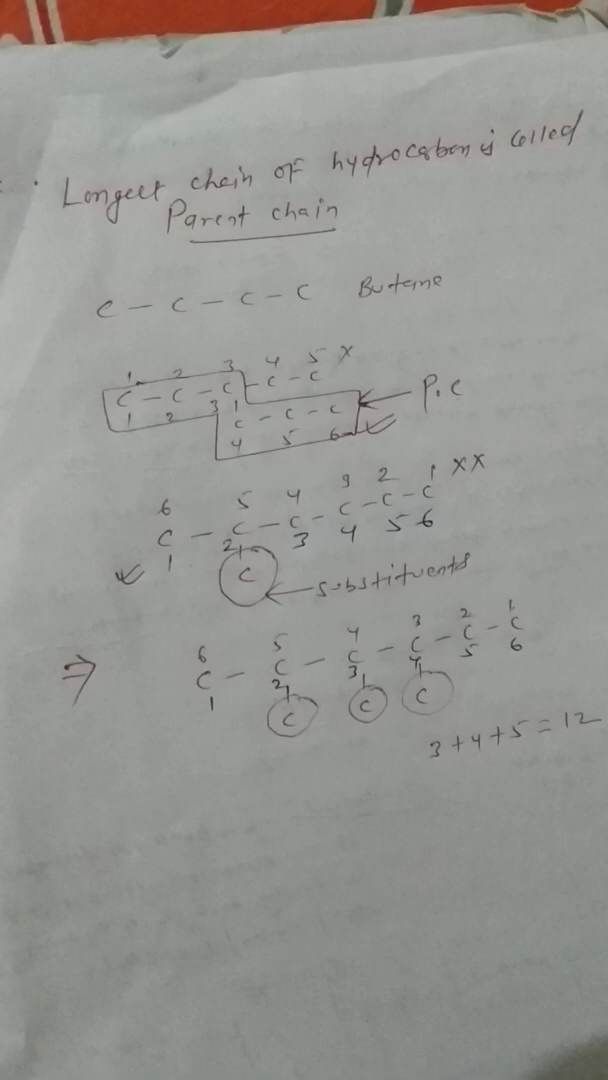 Longest chain of hydrocarbon is called
Parent chain
C - C - C - C Butane
1 2 3 4 5 X
C - C - C - C - C
1 2 3 C - C - C P.C
4 5 6
6 5 4 3 2 1 XX
C - C - C - C - C - C
1 2 3 4 5 6
C substituents
⇒ 6 5 4 3 2 1
C - C - C - C - C - C
1 2 3 4 5 6
C C C
3 + 4 + 5 = 12